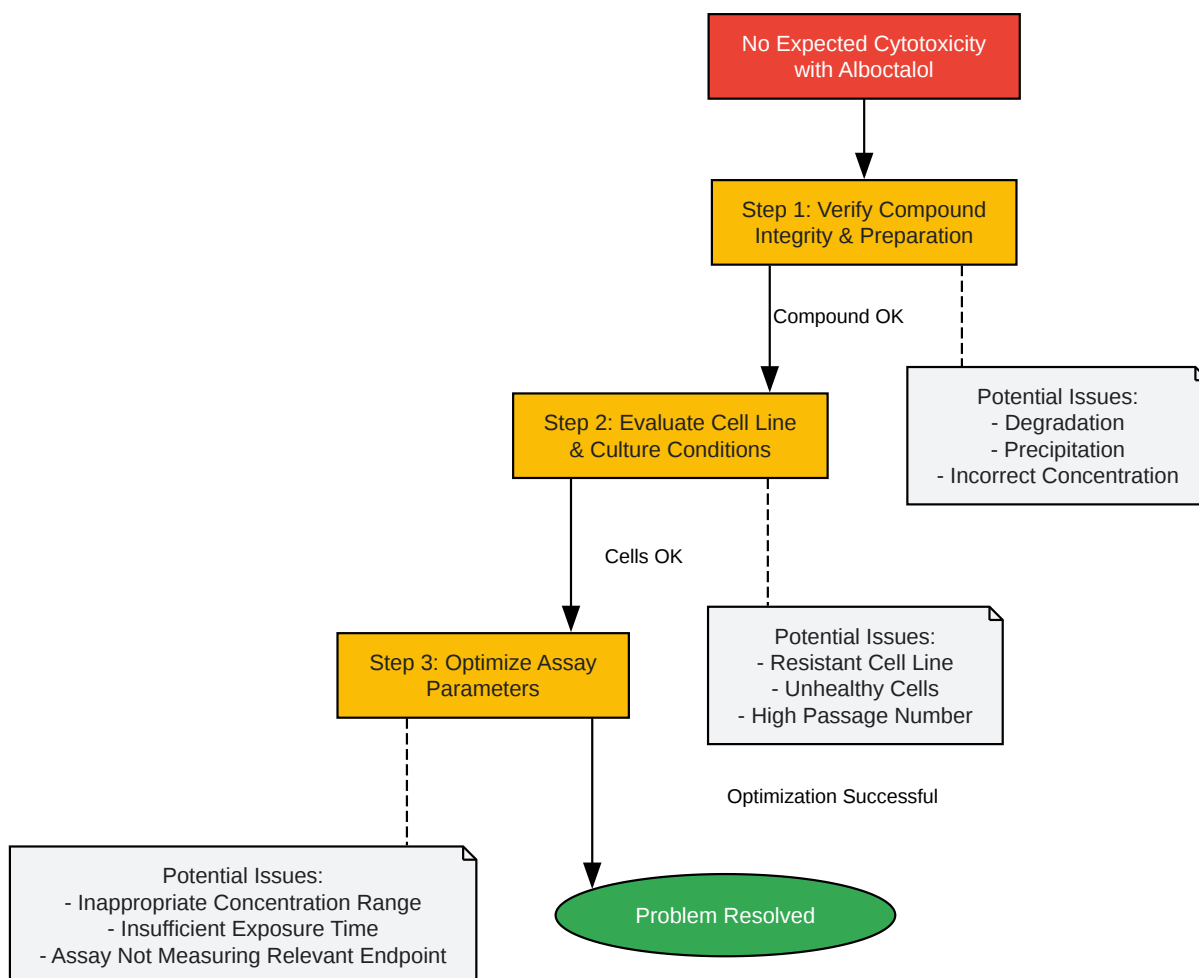 No Expected Cytotoxicity
with Alboctalol
Step 1: Verify Compound
Integrity & Preparation
Compound OK
Potential Issues:
- Degradation
- Precipitation
- Incorrect Concentration
Step 2: Evaluate Cell Line
& Culture Conditions
Cells OK
Potential Issues:
- Resistant Cell Line
- Unhealthy Cells
- High Passage Number
Step 3: Optimize Assay
Parameters
Optimization Successful
Potential Issues:
- Inappropriate Concentration Range
- Insufficient Exposure Time
- Assay Not Measuring Relevant Endpoint
Problem Resolved